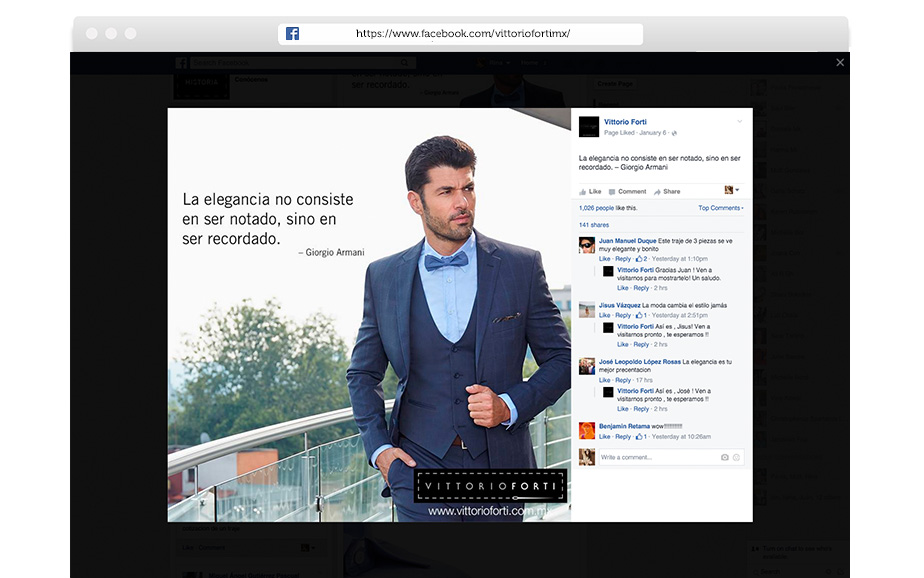 https://www.facebook.com/vittoriofortimx/
Search Facebook
Home
La elegancia no consiste
en ser notado, sino en
ser recordado.
– Giorgio Armani
VITTORIOFORTI
www.vittorioforti.com.m
Vittorio Forti
Page Liked · January 6 ·
La elegancia no consiste en ser notado, sino en ser
recordado. – Giorgio Armani
Like Comment Share
1,026 people like this. Top Comments
141 shares
Juan Manuel Duque Este traje de 3 piezas se ve
muy elegante y bonito
Like · Reply · 2 · Yesterday at 1:10pm
Vittorio Forti Gracias Juan ! Ven a
visitarnos para mostrartelo! Un saludo.
Like · Reply · 2 hrs
Jisus Vázquez La moda cambia el estilo jamás
Like · Reply · 1 · Yesterday at 2:51pm
Vittorio Forti Así es , Jisus! Ven a
visitarnos pronto , te esperamos !!
Like · Reply · 2 hrs
José Leopoldo López Rosas La elegancia es tu
mejor precentacion
Like · Reply · 17 hrs
Vittorio Forti Así es , José ! Ven a
visitarnos pronto , te esperamos !!
Like · Reply · 2 hrs
Benjamin Retama wow!!!!!!!!!!!
Like · Reply · 1 · Yesterday at 10:26am
Write a comment...